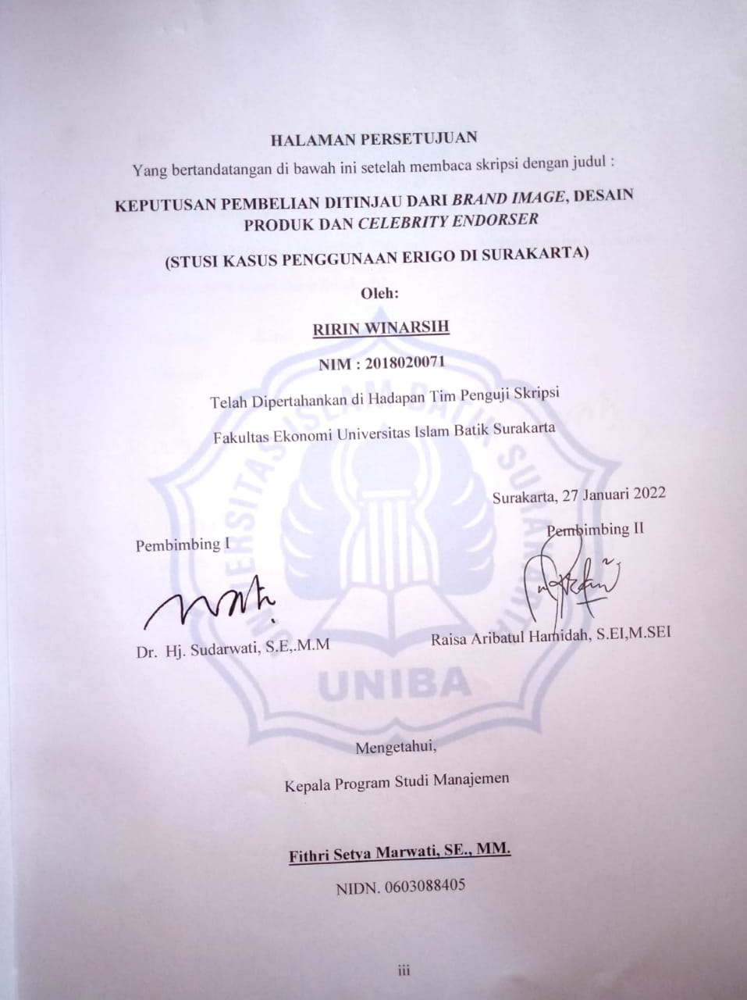 HALAMAN PERSETUJUAN
Yang bertandatangan di bawah ini setelah membaca skripsi dengan judul :
KEPUTUSAN PEMBELIAN DITINJAU DARI BRAND IMAGE, DESAIN
PRODUK DAN CELEBRITY ENDORSER
(STUSI KASUS PENGGUNAAN ERIGO DI SURAKARTA)
Oleh:
RIRIN WINARSIH
NIM : 2018020071
Telah Dipertahankan di Hadapan Tim Penguji Skripsi
Fakultas Ekonomi Universitas Islam Batik Surakarta
Surakarta, 27 Januari 2022
Pembimbing I
Pembimbing II
Dr. Hj. Sudarwati, S.E,.M.M
Raisa Aribatul Hamidah, S.EI,M.SEI
UNIBA
Mengetahui,
Kepala Program Studi Manajemen
Fithri Setya Marwati, SE., MM.
NIDN. 0603088405
iii